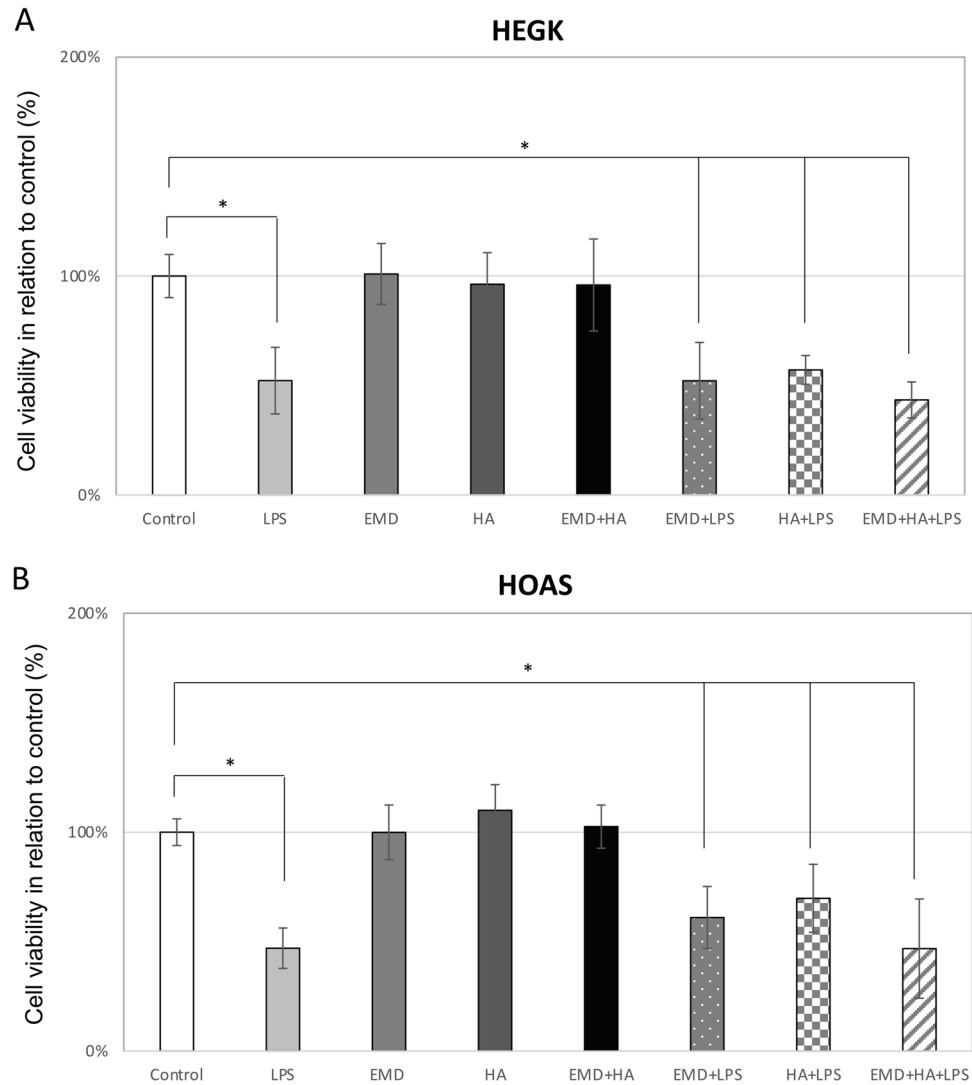 A
HEGK
200%
Cell viability in relation to control (%)
*
*
100%
0%
Control LPS EMD HA EMD+HA EMD+LPS HA+LPS EMD+HA+LPS
B
HOAS
200%
Cell viability in relation to control (%)
*
*
100%
0%
Control LPS EMD HA EMD+HA EMD+LPS HA+LPS EMD+HA+LPS